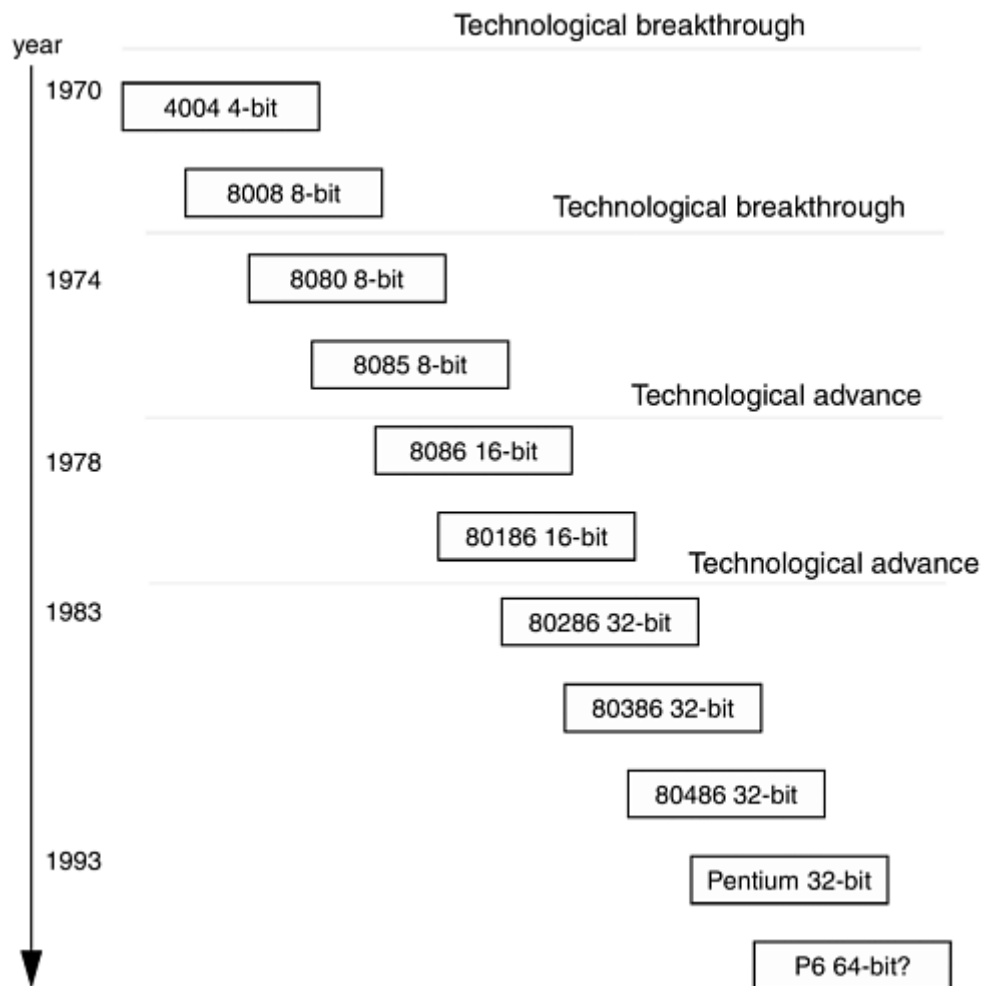 Technological breakthrough
year
1970
4004 4-bit
8008 8-bit
Technological breakthrough
1974
8080 8-bit
8085 8-bit
Technological advance
1978
8086 16-bit
80186 16-bit
Technological advance
1983
80286 32-bit
80386 32-bit
80486 32-bit
1993
Pentium 32-bit
P6 64-bit?